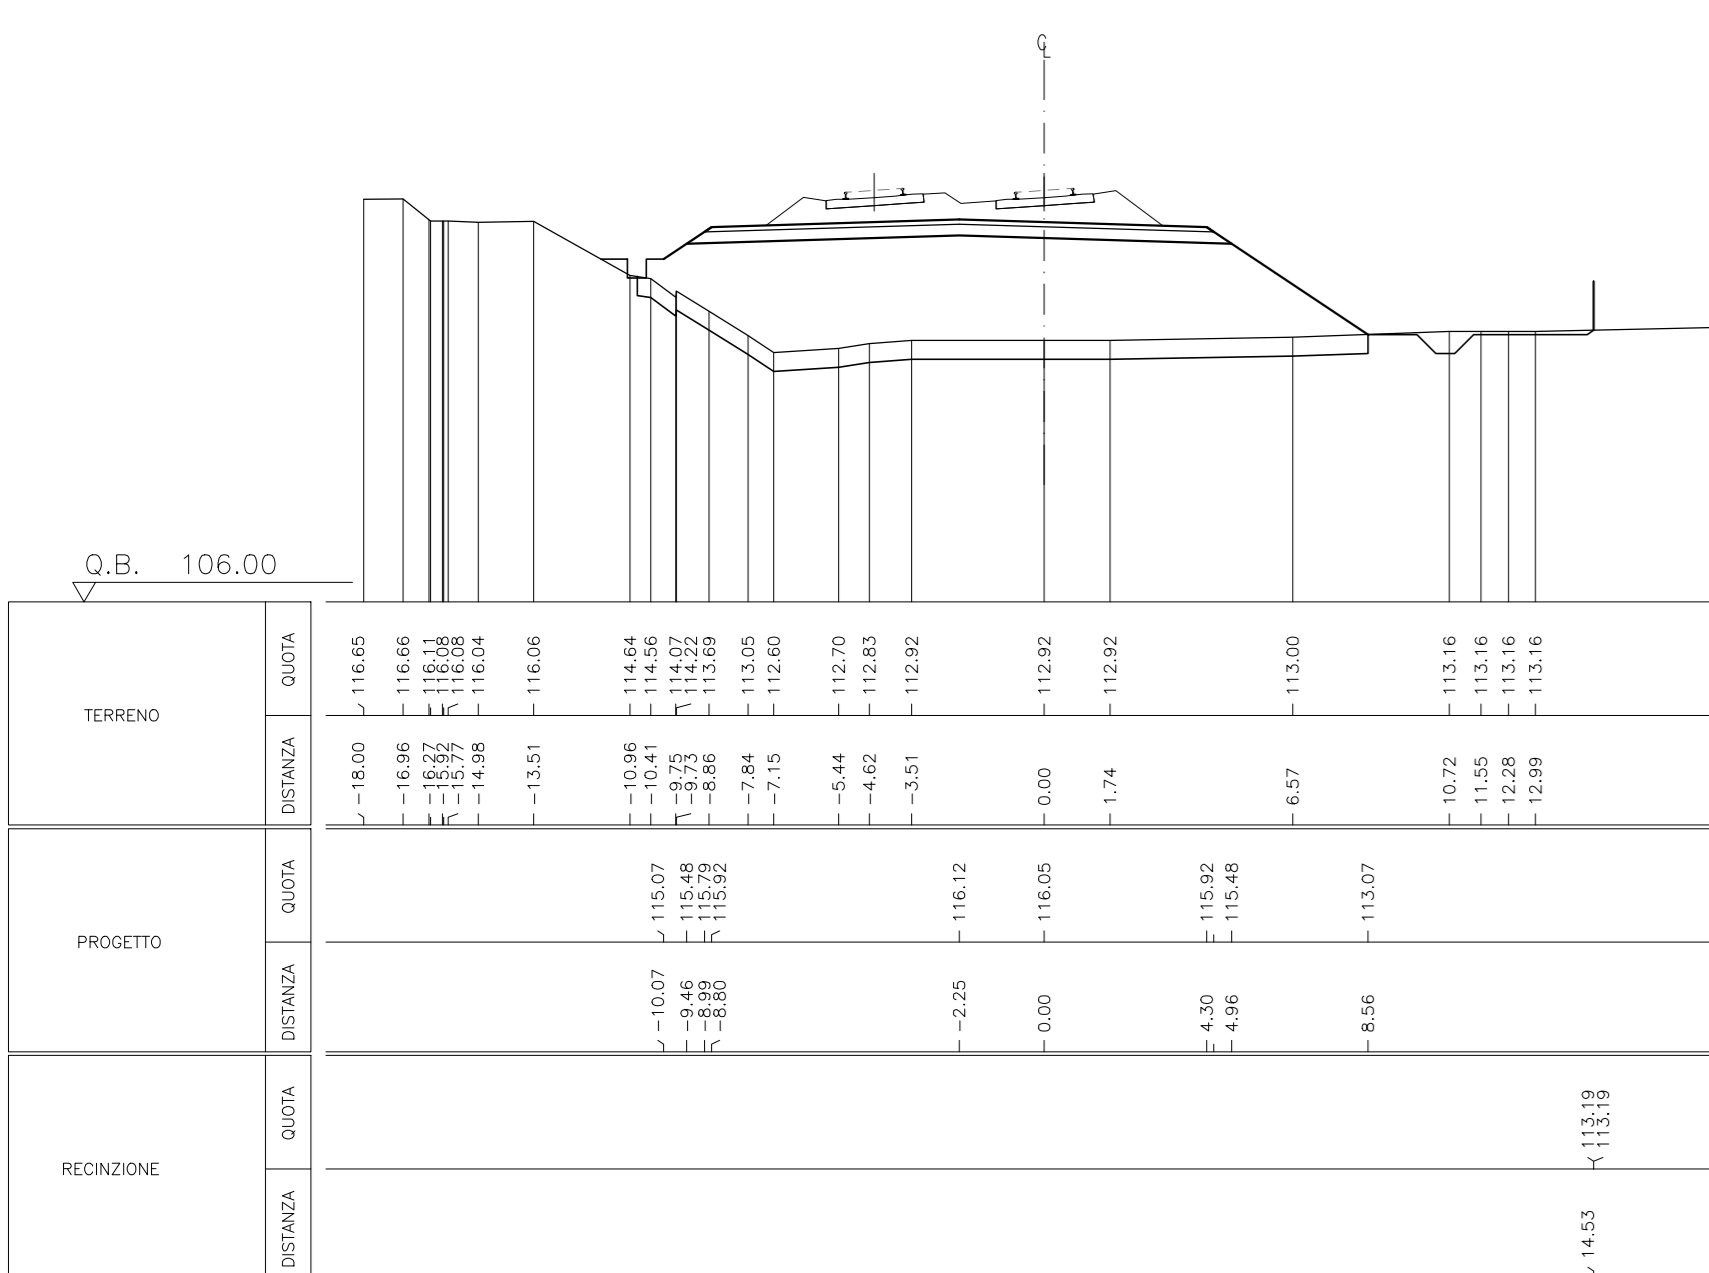 ℄
Q.B. 106.00
TERRENO
QUOTA
116.65 116.66 116.11 116.08 116.08 116.04 116.06 114.64 114.56 114.07 114.22 113.69 113.05 112.60 112.70 112.83 112.92 112.92 112.92 113.00 113.16 113.16 113.16 113.16
DISTANZA
-18.00 -16.96 -16.27 -15.92 -15.77 -14.98 -13.51 -10.96 -10.41 -9.75 -9.73 -8.86 -7.84 -7.15 -5.44 -4.62 -3.51 0.00 1.74 6.57 10.72 11.55 12.28 12.99
PROGETTO
QUOTA
115.07 115.48 115.79 115.92 116.12 116.05 115.92 115.48 113.07
DISTANZA
-10.07 -9.46 -8.99 -8.80 -2.25 0.00 4.30 4.96 8.56
RECINZIONE
QUOTA
113.19 113.19
DISTANZA
14.53